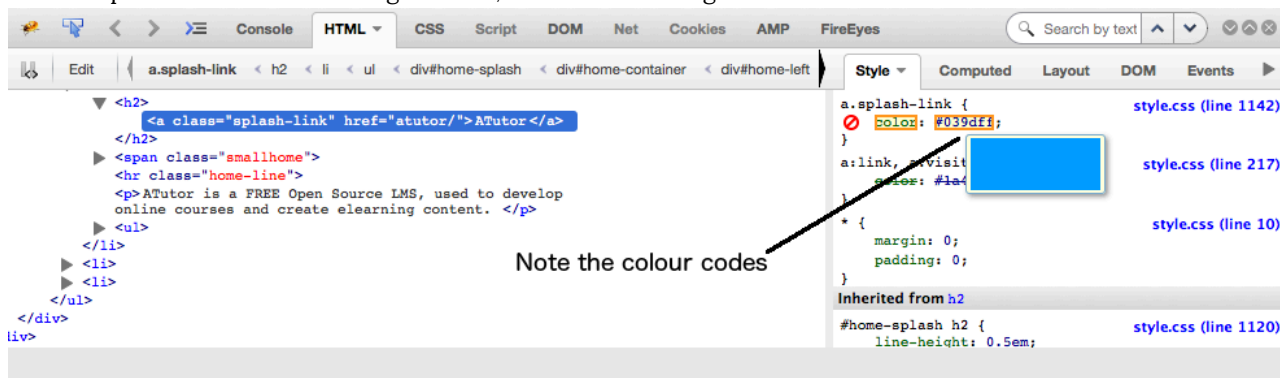 Console HTML CSS Script DOM Net Cookies AMP FireEyes Search by text
Edit a.splash-link < h2 < li < ul < div#home-splash < div#home-container < div#home-left
<h2>
<a class="splash-link" href="atutor/">ATutor</a>
</h2>
<span class="smallhome">
<hr class="home-line">
<p>ATutor is a FREE Open Source LMS, used to develop
online courses and create elearning content. </p>
<ul>
</li>
<li>
<li>
</ul>
</div>
div>
Note the colour codes
Style Computed Layout DOM Events
a.splash-link { style.css (line 1142)
color: #039dff;
}
a:link, a:visit style.css (line 217)
color: #1a4
}
* { style.css (line 10)
margin: 0;
padding: 0;
}
Inherited from h2
#home-splash h2 { style.css (line 1120)
line-height: 0.5em;